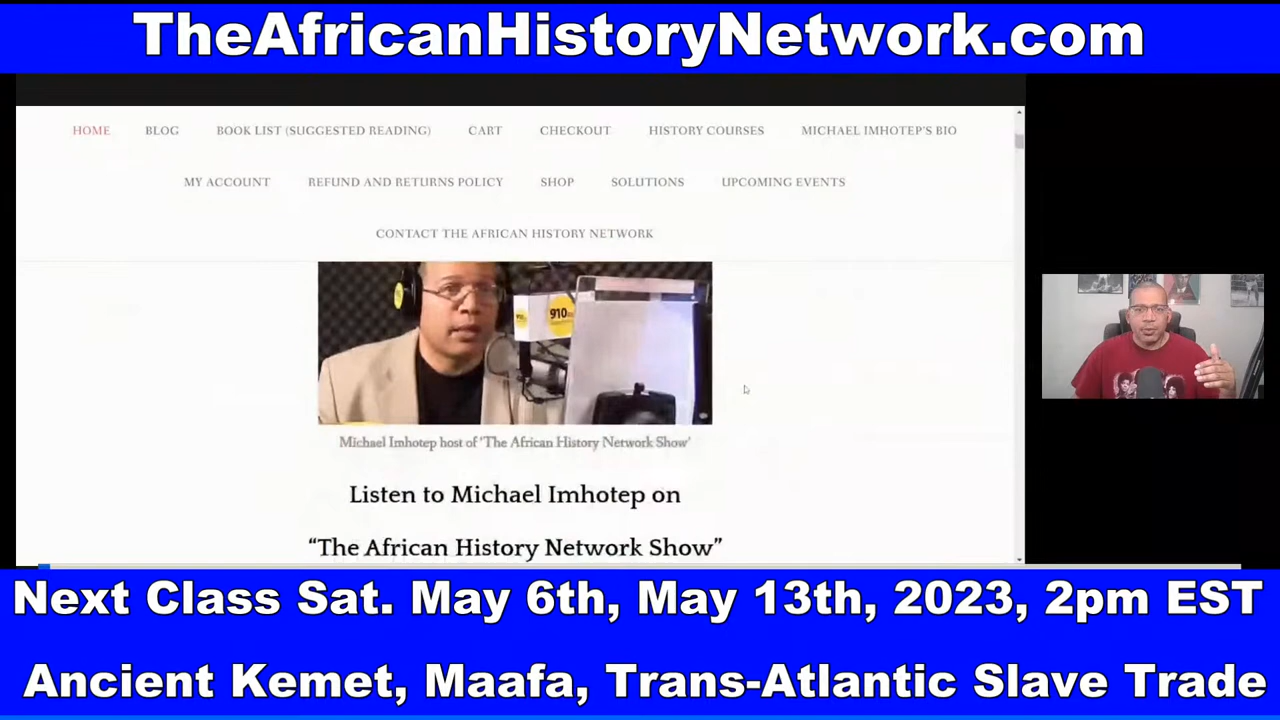 TheAfricanHistoryNetwork.com
HOME BLOG BOOK LIST (SUGGESTED READING) CART CHECKOUT HISTORY COURSES MICHAEL IMHOTEP'S BIO
MY ACCOUNT REFUND AND RETURNS POLICY SHOP SOLUTIONS UPCOMING EVENTS
CONTACT THE AFRICAN HISTORY NETWORK
910
Michael Imhotep host of 'The African History Network Show'
Listen to Michael Imhotep on
“The African History Network Show”
Next Class Sat. May 6th, May 13th, 2023, 2pm EST
Ancient Kemet, Maafa, Trans-Atlantic Slave Trade